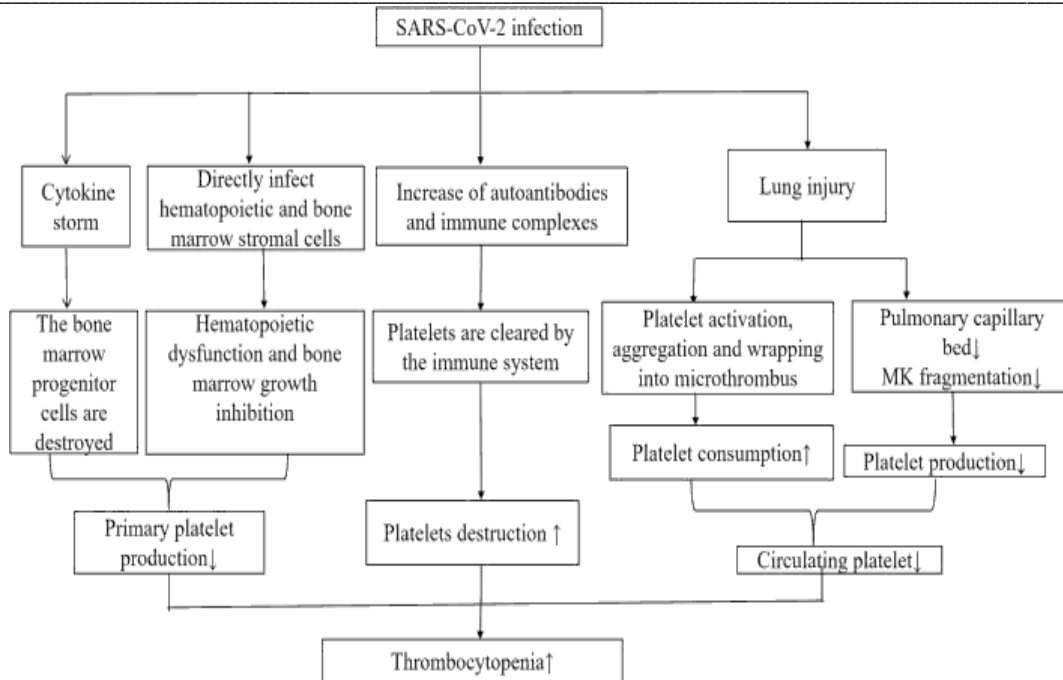 SARS-CoV-2 infection
Cytokine
storm
Directly infect
hematopoietic and bone
marrow stromal cells
Increase of autoantibodies
and immune complexes
Lung injury
The bone
marrow
progenitor
cells are
destroyed
Hematopoietic
dysfunction and bone
marrow growth
inhibition
Platelets are cleared by
the immune system
Platelet activation,
aggregation and wrapping
into microthrombus
Pulmonary capillary
bed↓
MK fragmentation↓
Platelet consumption↑
Platelet production↓
Primary platelet
production↓
Platelets destruction ↑
Circulating platelet↓
Thrombocytopenia↑